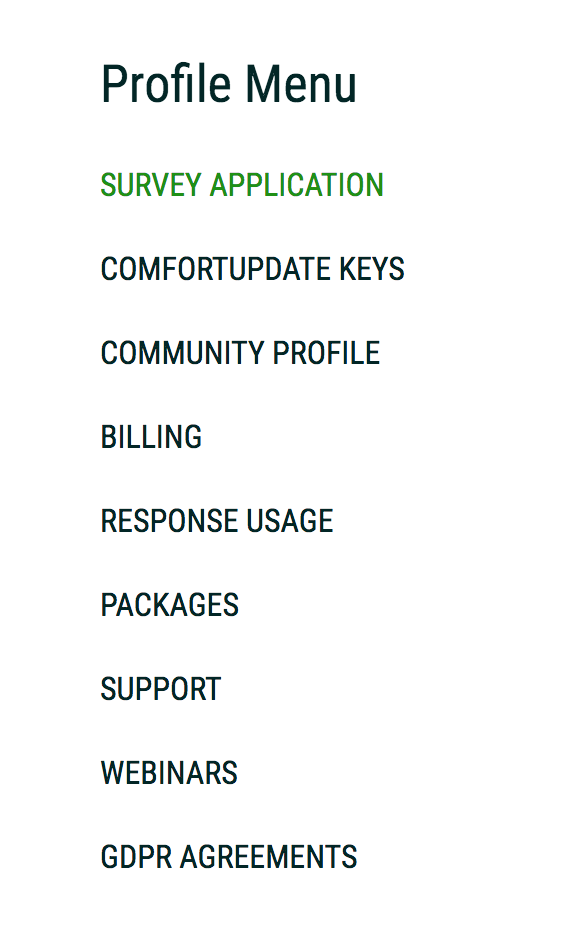 Profile Menu
SURVEY APPLICATION
COMFORTUPDATE KEYS
COMMUNITY PROFILE
BILLING
RESPONSE USAGE
PACKAGES
SUPPORT
WEBINARS
GDPR AGREEMENTS